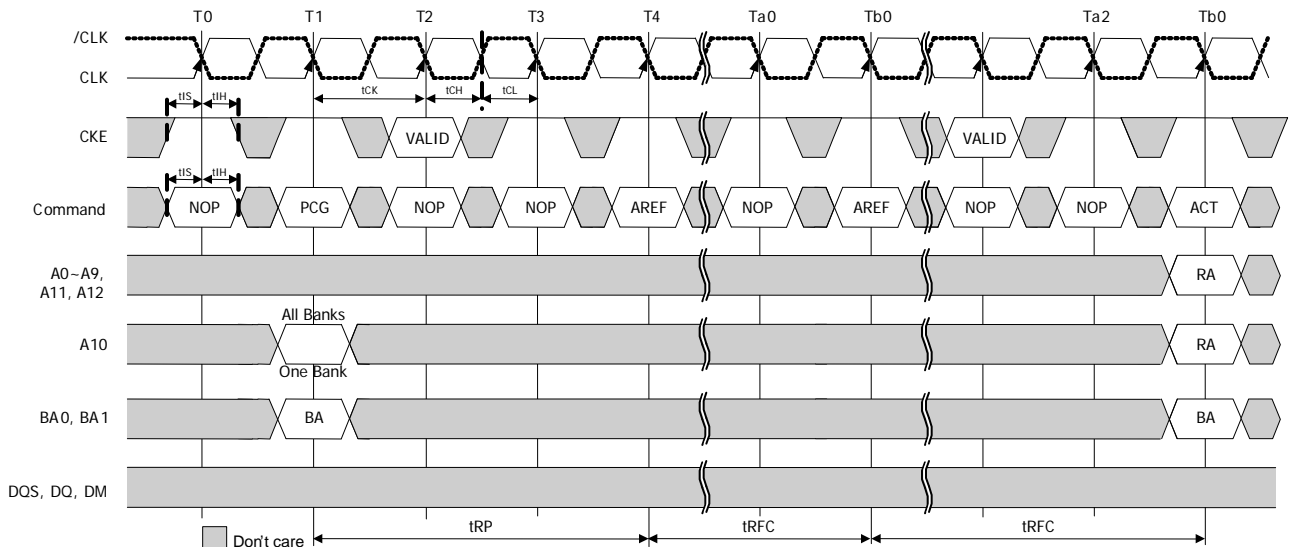 T0 T1 T2 T3 T4 Ta0 Tb0 Ta2 Tb0
/CLK
CLK
tCK tCH tCL
tIS tIH
CKE VALID VALID
tIS tIH
Command NOP PCG NOP NOP AREF NOP AREF NOP NOP ACT
A0~A9,
A11, A12 RA
All Banks
A10 RA
One Bank
BA0, BA1 BA BA
DQS, DQ, DM
tRP tRFC tRFC
Don't care